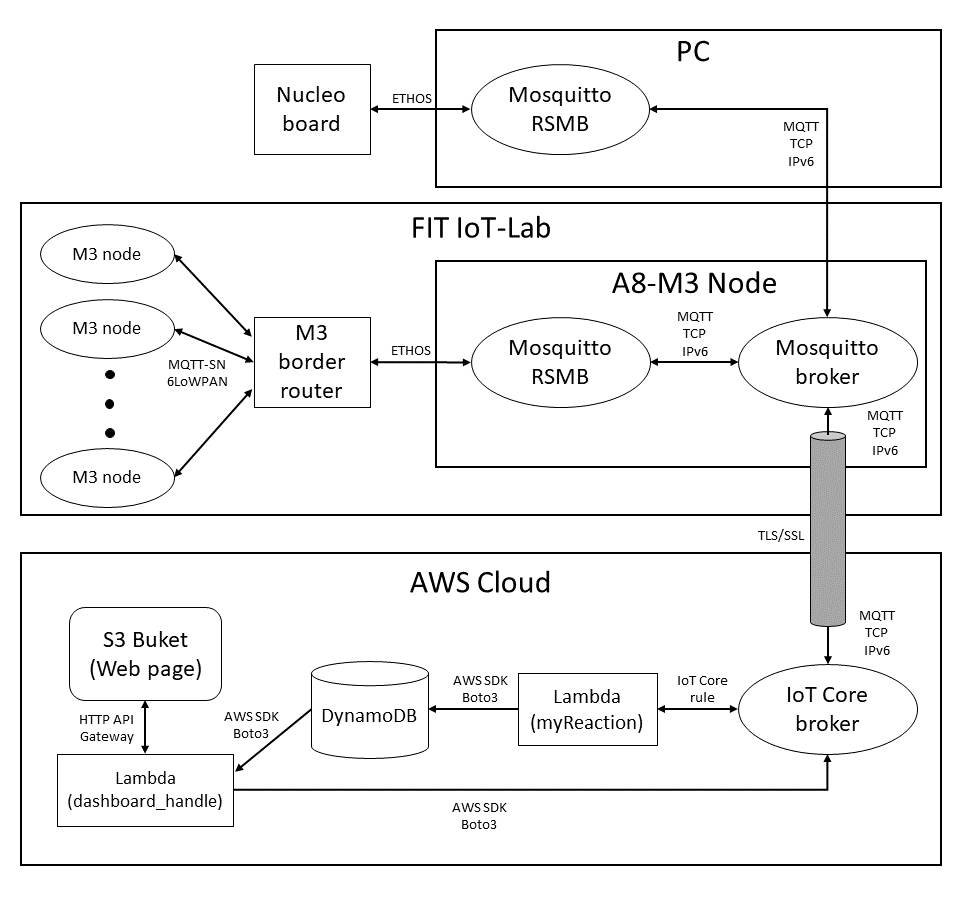 PC
Nucleo
board
ETHOS
Mosquitto
RSMB
MQTT
TCP
IPv6
FIT IoT-Lab
M3 node
M3 node
M3 node
MQTT-SN
6LoWPAN
M3
border
router
ETHOS
A8-M3 Node
Mosquitto
RSMB
MQTT
TCP
IPv6
Mosquitto
broker
MQTT
TCP
IPv6
TLS/SSL
AWS Cloud
MQTT
TCP
IPv6
S3 Buket
(Web page)
HTTP API
Gateway
AWS SDK
Boto3
DynamoDB
AWS SDK
Boto3
Lambda
(myReaction)
IoT Core
rule
IoT Core
broker
Lambda
(dashboard_handle)
AWS SDK
Boto3